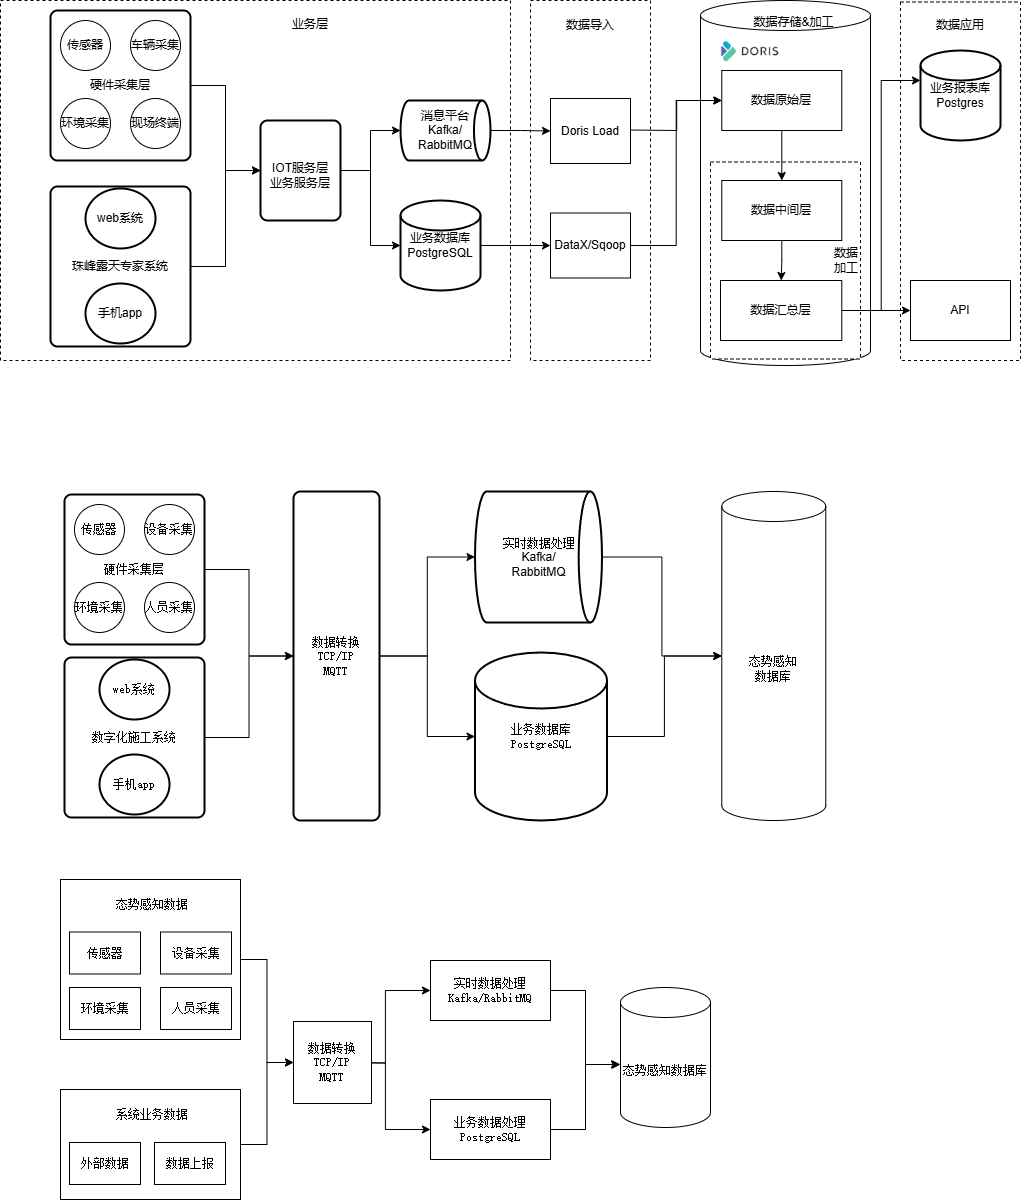 业务层
数据导入
数据存储&加工
数据应用
DORIS
传感器
车辆采集
硬件采集层
环境采集
现场终端
web系统
珠峰露天专家系统
手机app
IOT服务层
业务服务层
消息平台
Kafka/
RabbitMQ
业务数据库
PostgreSQL
Doris Load
DataX/Sqoop
数据原始层
数据中间层
数据
加工
数据汇总层
业务报表库
Postgres
API
传感器
设备采集
硬件采集层
环境采集
人员采集
web系统
数字化施工系统
手机app
数据转换
TCP/IP
MQTT
实时数据处理
Kafka/
RabbitMQ
业务数据库
PostgreSQL
态势感知
数据库
态势感知数据
传感器
设备采集
环境采集
人员采集
系统业务数据
外部数据
数据上报
数据转换
TCP/IP
MQTT
实时数据处理
Kafka/RabbitMQ
业务数据处理
PostgreSQL
态势感知数据库